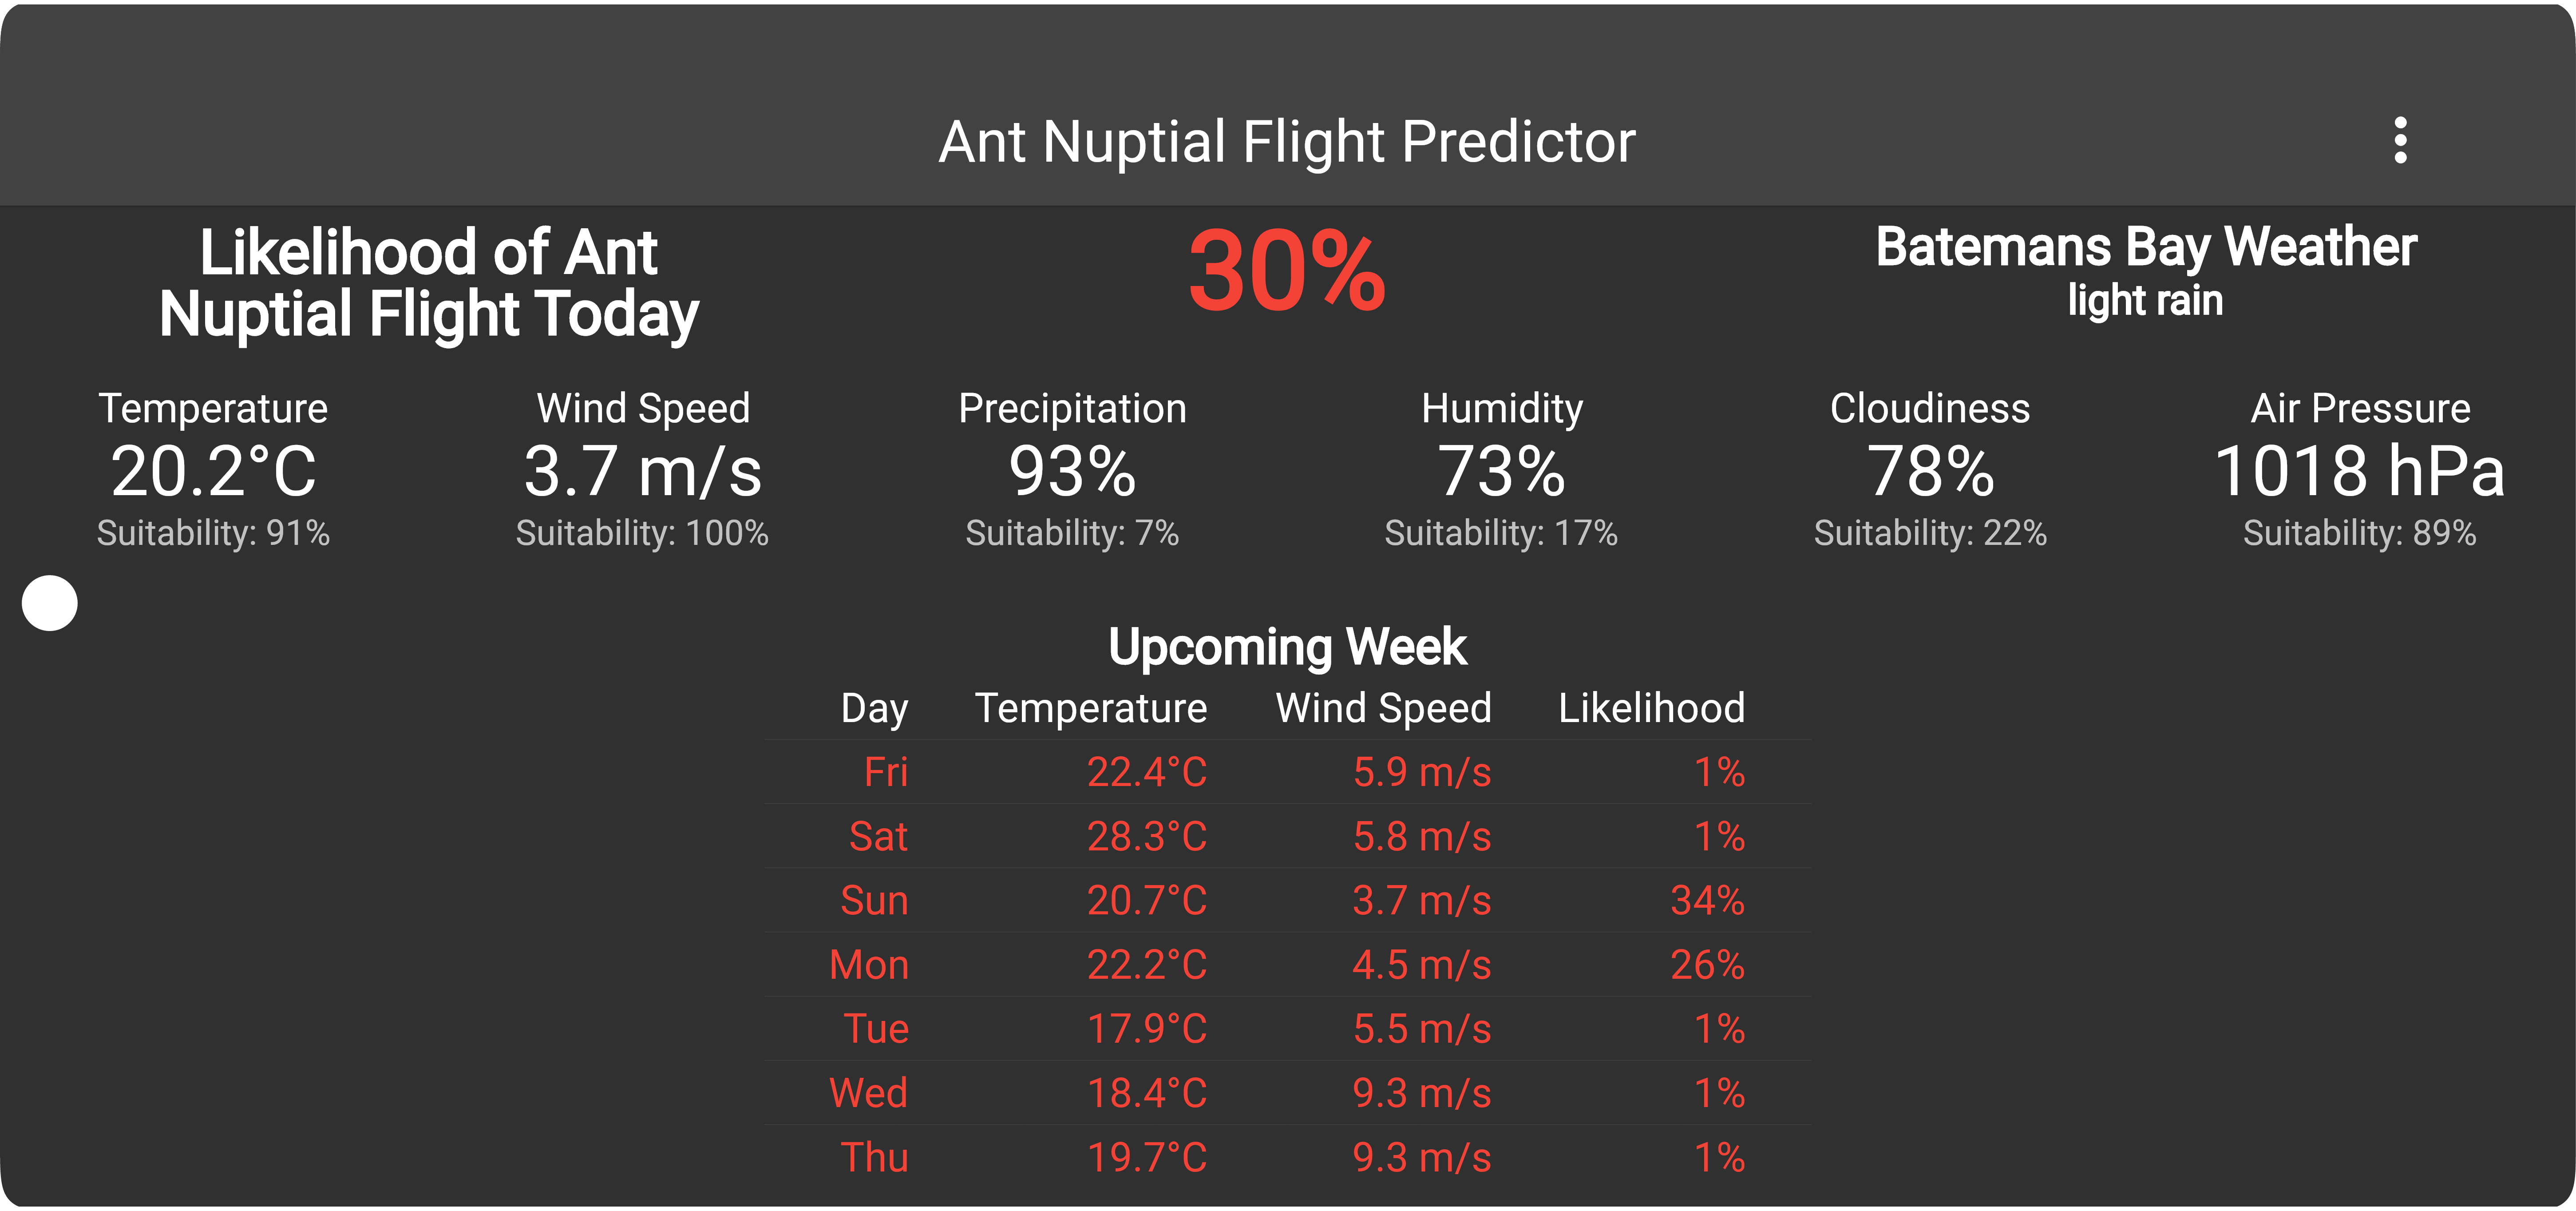 Ant Nuptial Flight Predictor
Likelihood of Ant
Nuptial Flight Today
30%
Batemans Bay Weather
light rain
Temperature
20.2°C
Suitability: 91%
Wind Speed
3.7 m/s
Suitability: 100%
Precipitation
93%
Suitability: 7%
Humidity
73%
Suitability: 17%
Cloudiness
78%
Suitability: 22%
Air Pressure
1018 hPa
Suitability: 89%
Upcoming Week
Day Temperature Wind Speed Likelihood
Fri 22.4°C 5.9 m/s 1%
Sat 28.3°C 5.8 m/s 1%
Sun 20.7°C 3.7 m/s 34%
Mon 22.2°C 4.5 m/s 26%
Tue 17.9°C 5.5 m/s 1%
Wed 18.4°C 9.3 m/s 1%
Thu 19.7°C 9.3 m/s 1%